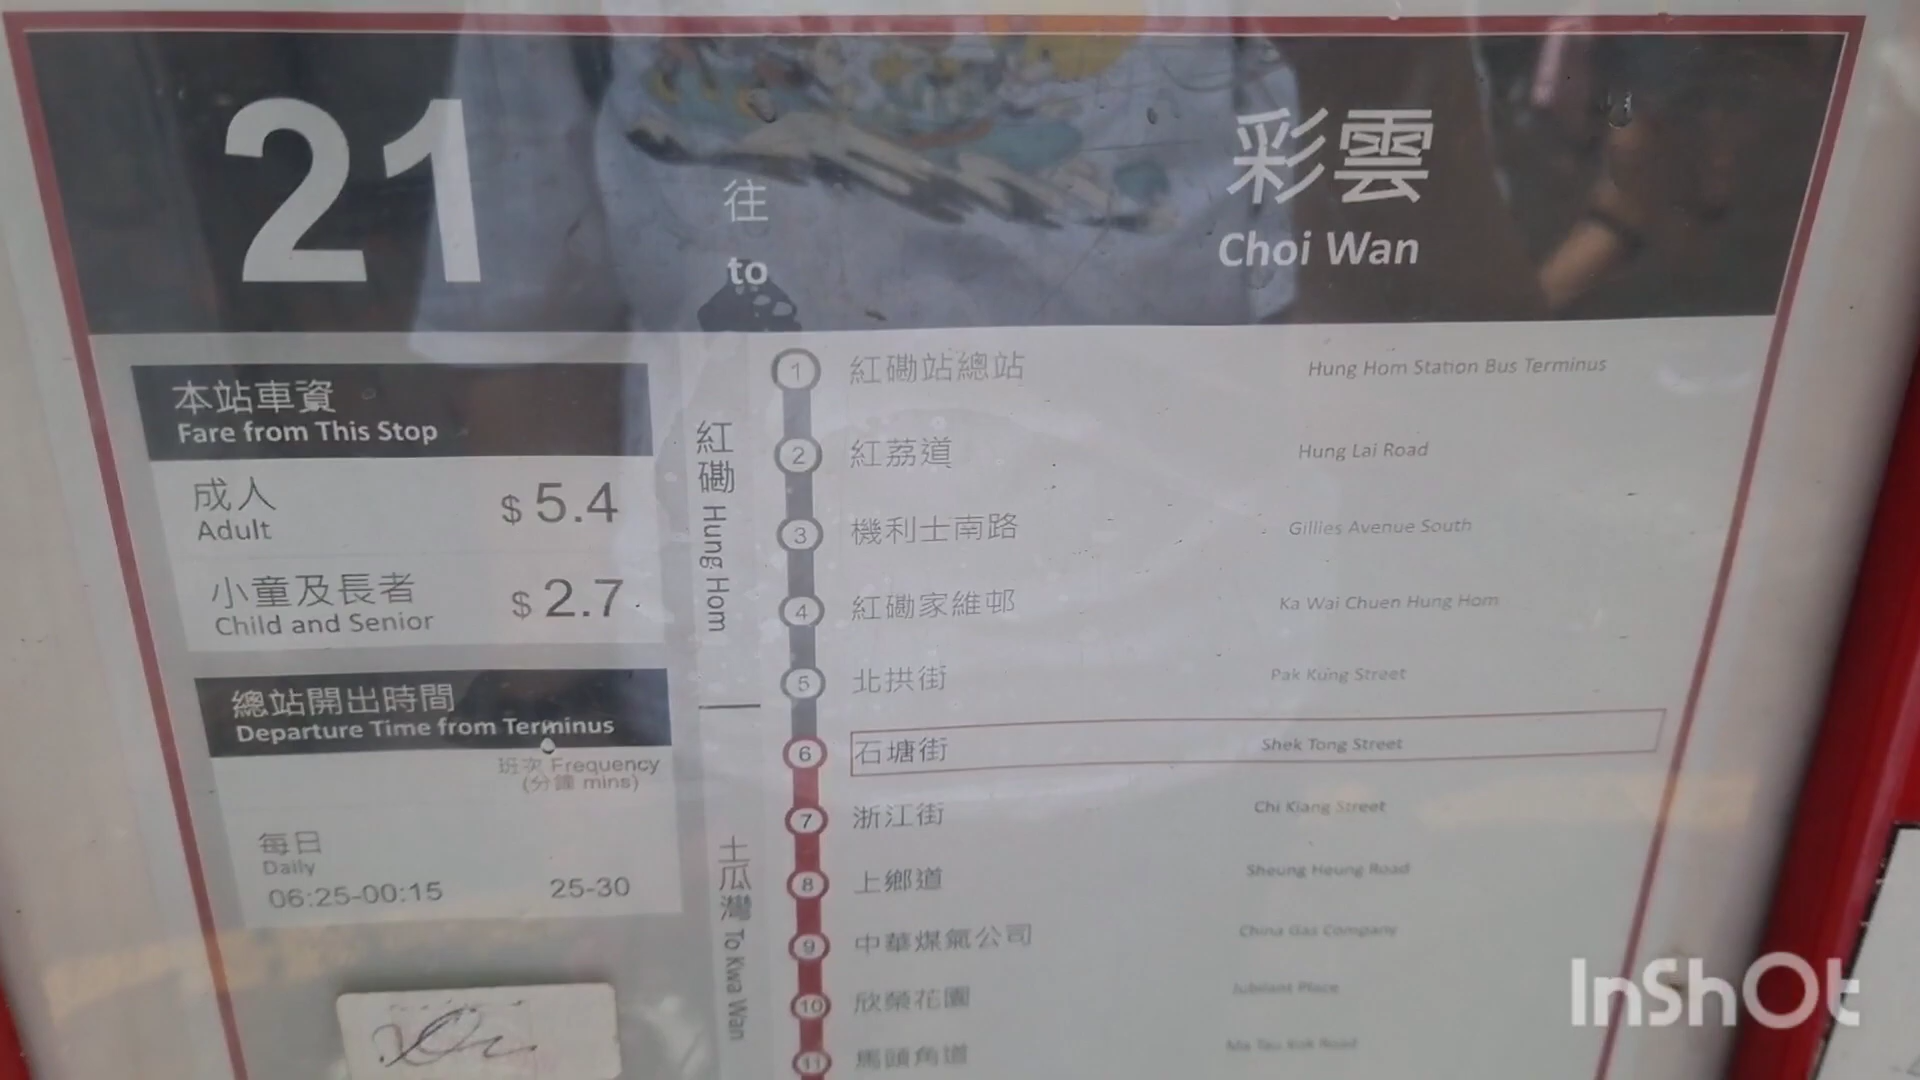 21
往
to
彩雲
Choi Wan
本站車資
Fare from This Stop
成人
Adult
$ 5.4
小童及長者
Child and Senior
$ 2.7
總站開出時間
Departure Time from Terminus
班次 Frequency
(分鐘 mins)
每日
Daily
06:25-00:15 25-30
紅磡 Hung Hom
土瓜灣 To Kwa Wan
1 紅磡站總站 Hung Hom Station Bus Terminus
2 紅荔道 Hung Lai Road
3 機利士南路 Gillies Avenue South
4 紅磡家維邨 Ka Wai Chuen Hung Hom
5 北拱街 Pak Kung Street
6 石塘街 Shek Tong Street
7 浙江街 Chi Kiang Street
8 上鄉道 Sheung Heung Road
9 中華煤氣公司 China Gas Company
10 欣榮花園 Jubilant Place
11 馬頭角道 Ma Tau Kok Road
InShOt